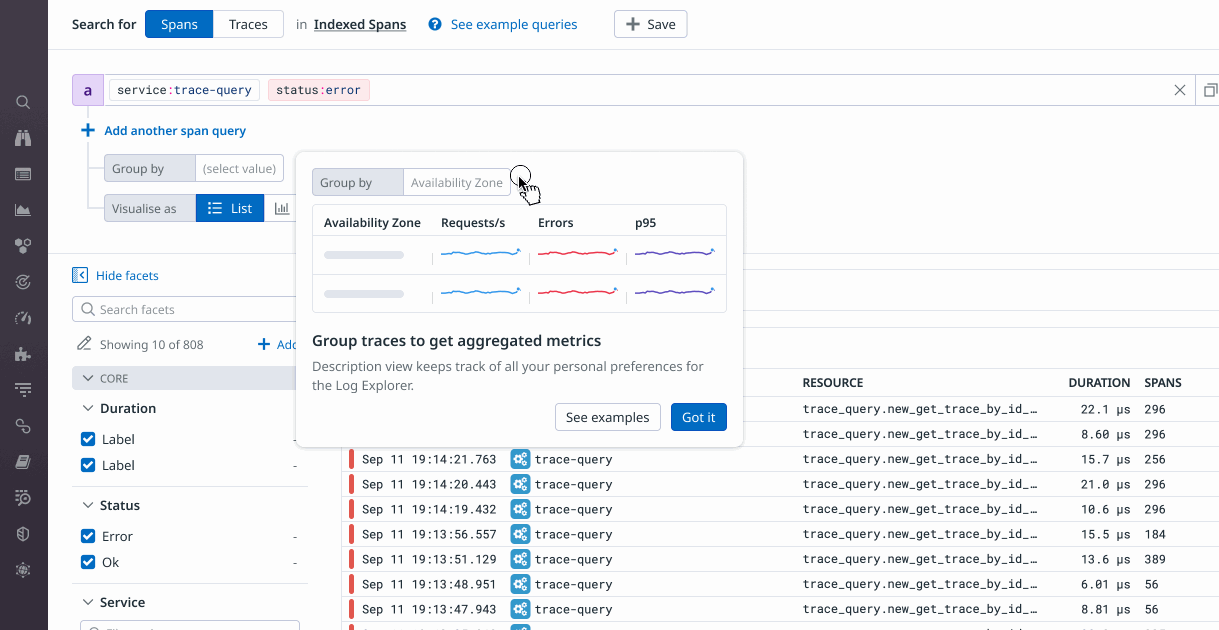 Search for Spans Traces in Indexed Spans See example queries Save
a service:trace-query status:error
Add another span query
Group by (select value)
Visualise as List
Group by Availability Zone
Availability Zone Requests/s Errors p95
Group traces to get aggregated metrics
Description view keeps track of all your personal preferences for
the Log Explorer.
See examples Got it
Hide facets
Search facets
Showing 10 of 808 Add
CORE
Duration
Label -
Label -
Status
Error -
Ok -
Service
RESOURCE DURATION SPANS
trace_query.new_get_trace_by_id_… 22.1 µs 296
trace_query.new_get_trace_by_id_… 8.60 µs 296
Sep 11 19:14:21.763 trace-query trace_query.new_get_trace_by_id_… 15.7 µs 256
Sep 11 19:14:20.443 trace-query trace_query.new_get_trace_by_id_… 21.0 µs 296
Sep 11 19:14:19.432 trace-query trace_query.new_get_trace_by_id_… 10.6 µs 296
Sep 11 19:13:56.557 trace-query trace_query.new_get_trace_by_id_… 15.5 µs 184
Sep 11 19:13:51.129 trace-query trace_query.new_get_trace_by_id_… 13.6 µs 389
Sep 11 19:13:48.951 trace-query trace_query.new_get_trace_by_id_… 6.01 µs 56
Sep 11 19:13:47.943 trace-query trace_query.new_get_trace_by_id_… 8.81 µs 56